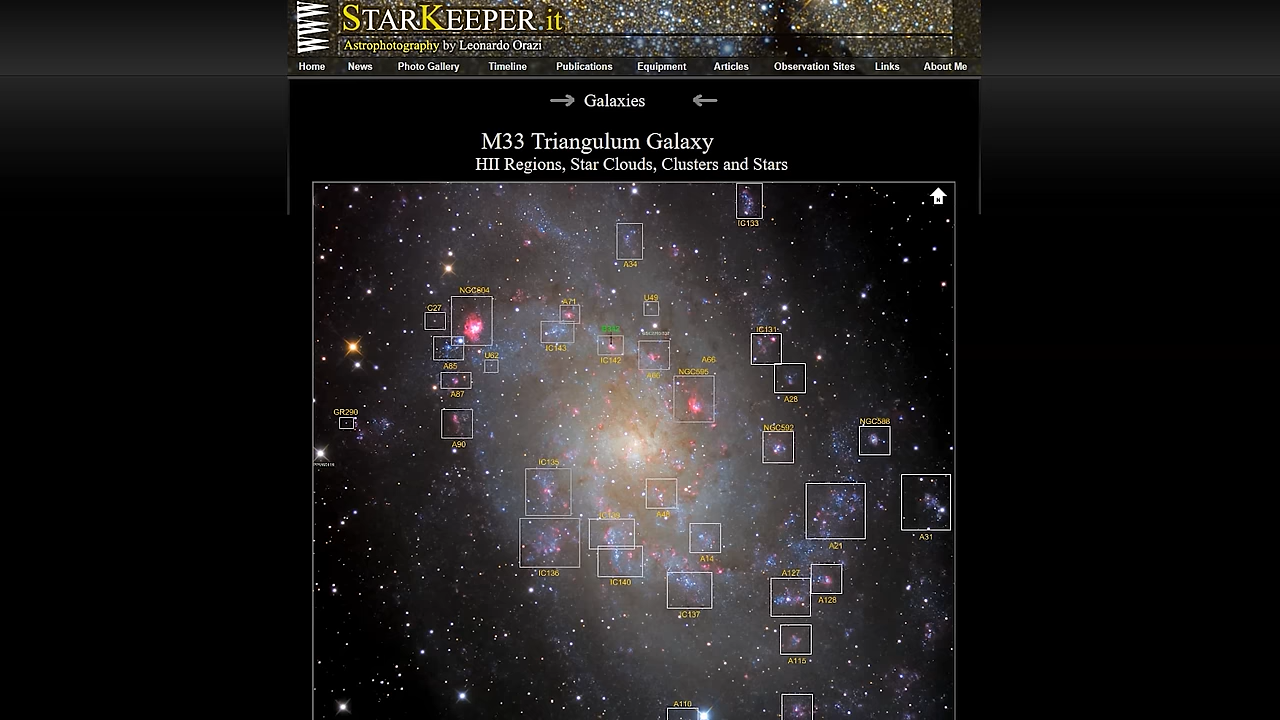 WWW
STARKEEPER.it
Astrophotography by Leonardo Orazi
Home News Photo Gallery Timeline Publications Equipment Articles Observation Sites Links About Me
Galaxies
M33 Triangulum Galaxy
HII Regions, Star Clouds, Clusters and Stars
N
IC133
A34
NGC604
C27
A71
U49
IC131
IC143
IC142
A66
A85
U62
NGC595
A87
A28
GR290
A90
NGC592
NGC588
IC135
A48
IC139
A14
A21
A31
IC136
IC140
A127
A128
IC137
A116
A110